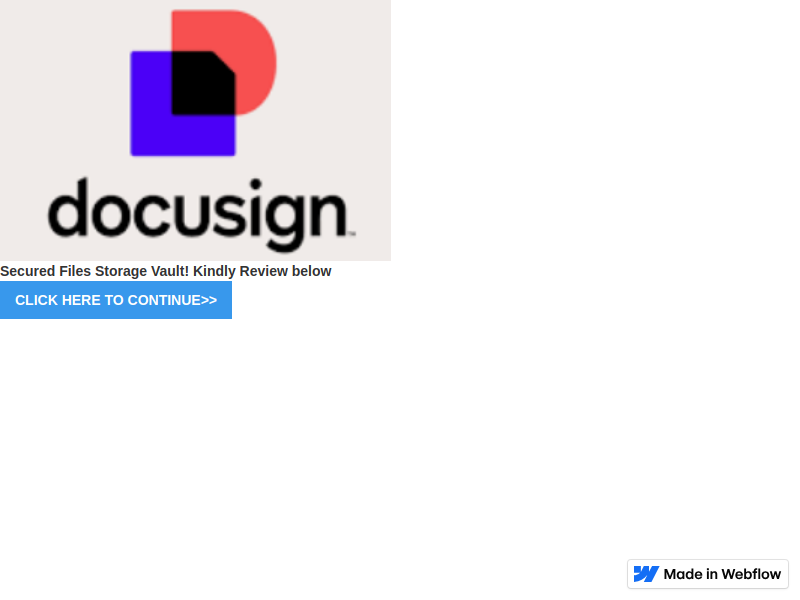 docusign™
Secured Files Storage Vault! Kindly Review below
CLICK HERE TO CONTINUE>>
Made in Webflow